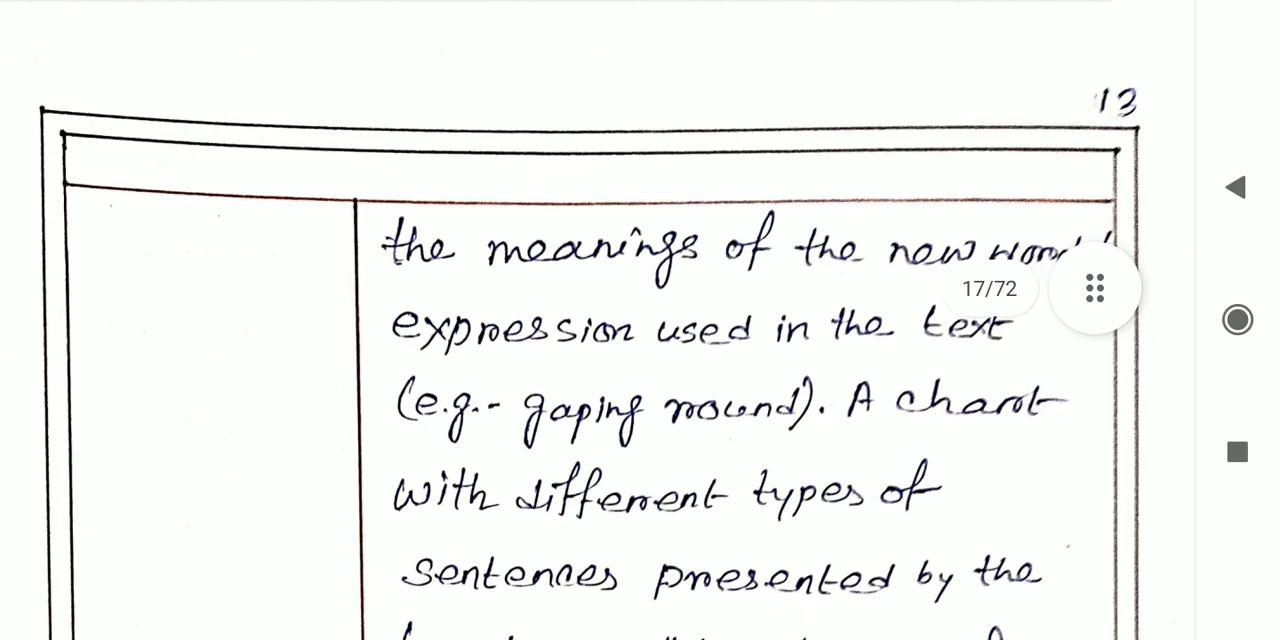 13
the meanings of the new
17/72
expression used in the text
(e.g.- gaping round). A chart
with different types of
sentences presented by the